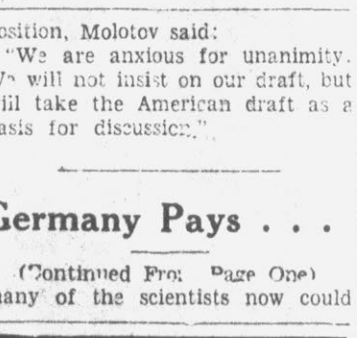 osition, Molotov said:
"We are anxious for unanimity.
We will not insist on our draft, but
will take the American draft as a
basis for discussion."
Germany Pays . . .
(Continued From Page One)
many of the scientists now could